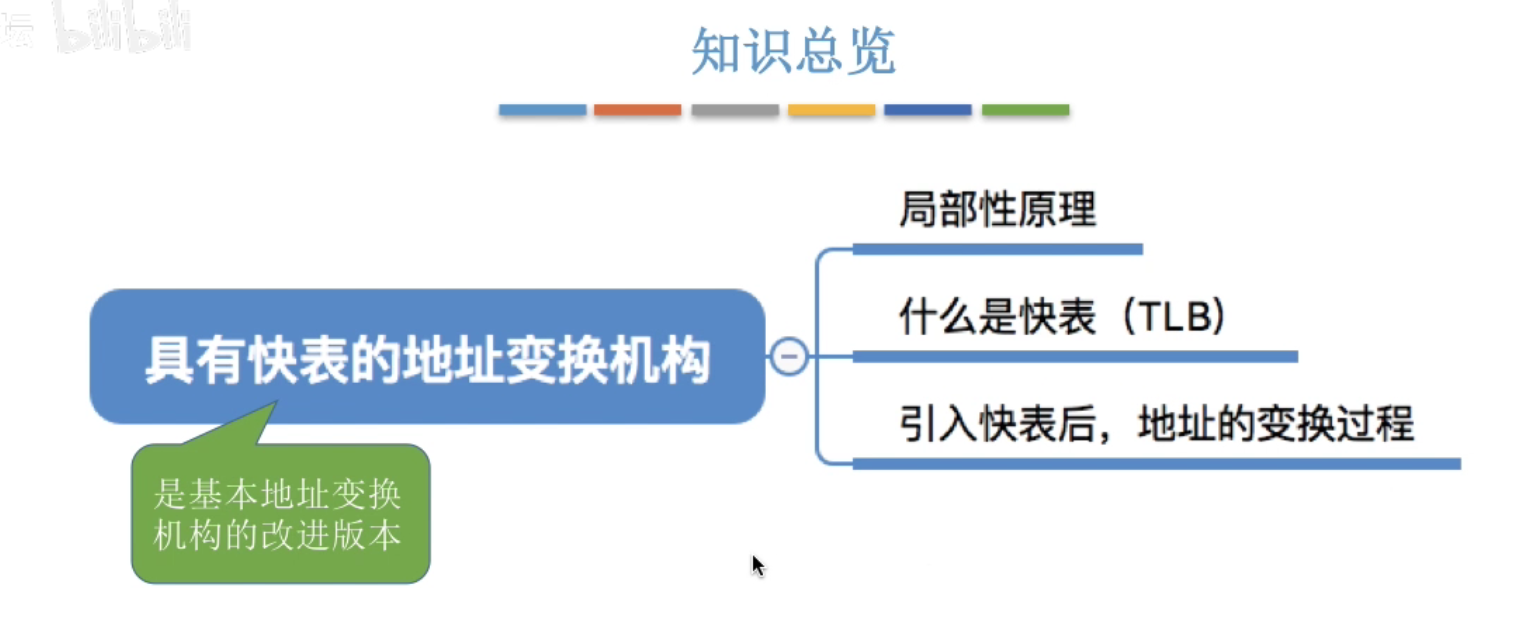 坛 bilibili
知识总览
局部性原理
什么是快表（TLB）
具有快表的地址变换机构
引入快表后，地址的变换过程
是基本地址变换
机构的改进版本